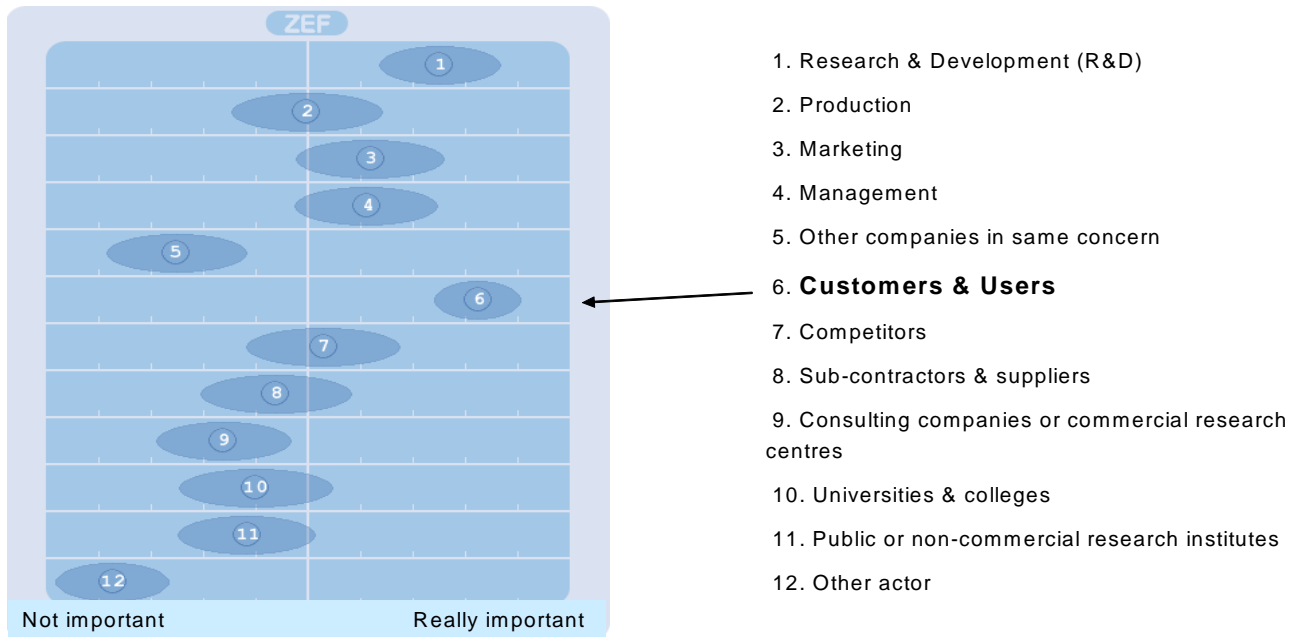 ZEF
1
2
3
4
5
6
7
8
9
10
11
12
Not important
Really important
1. Research & Development (R&D)
2. Production
3. Marketing
4. Management
5. Other companies in same concern
6. Customers & Users
7. Competitors
8. Sub-contractors & suppliers
9. Consulting companies or commercial research
centres
10. Universities & colleges
11. Public or non-commercial research institutes
12. Other actor